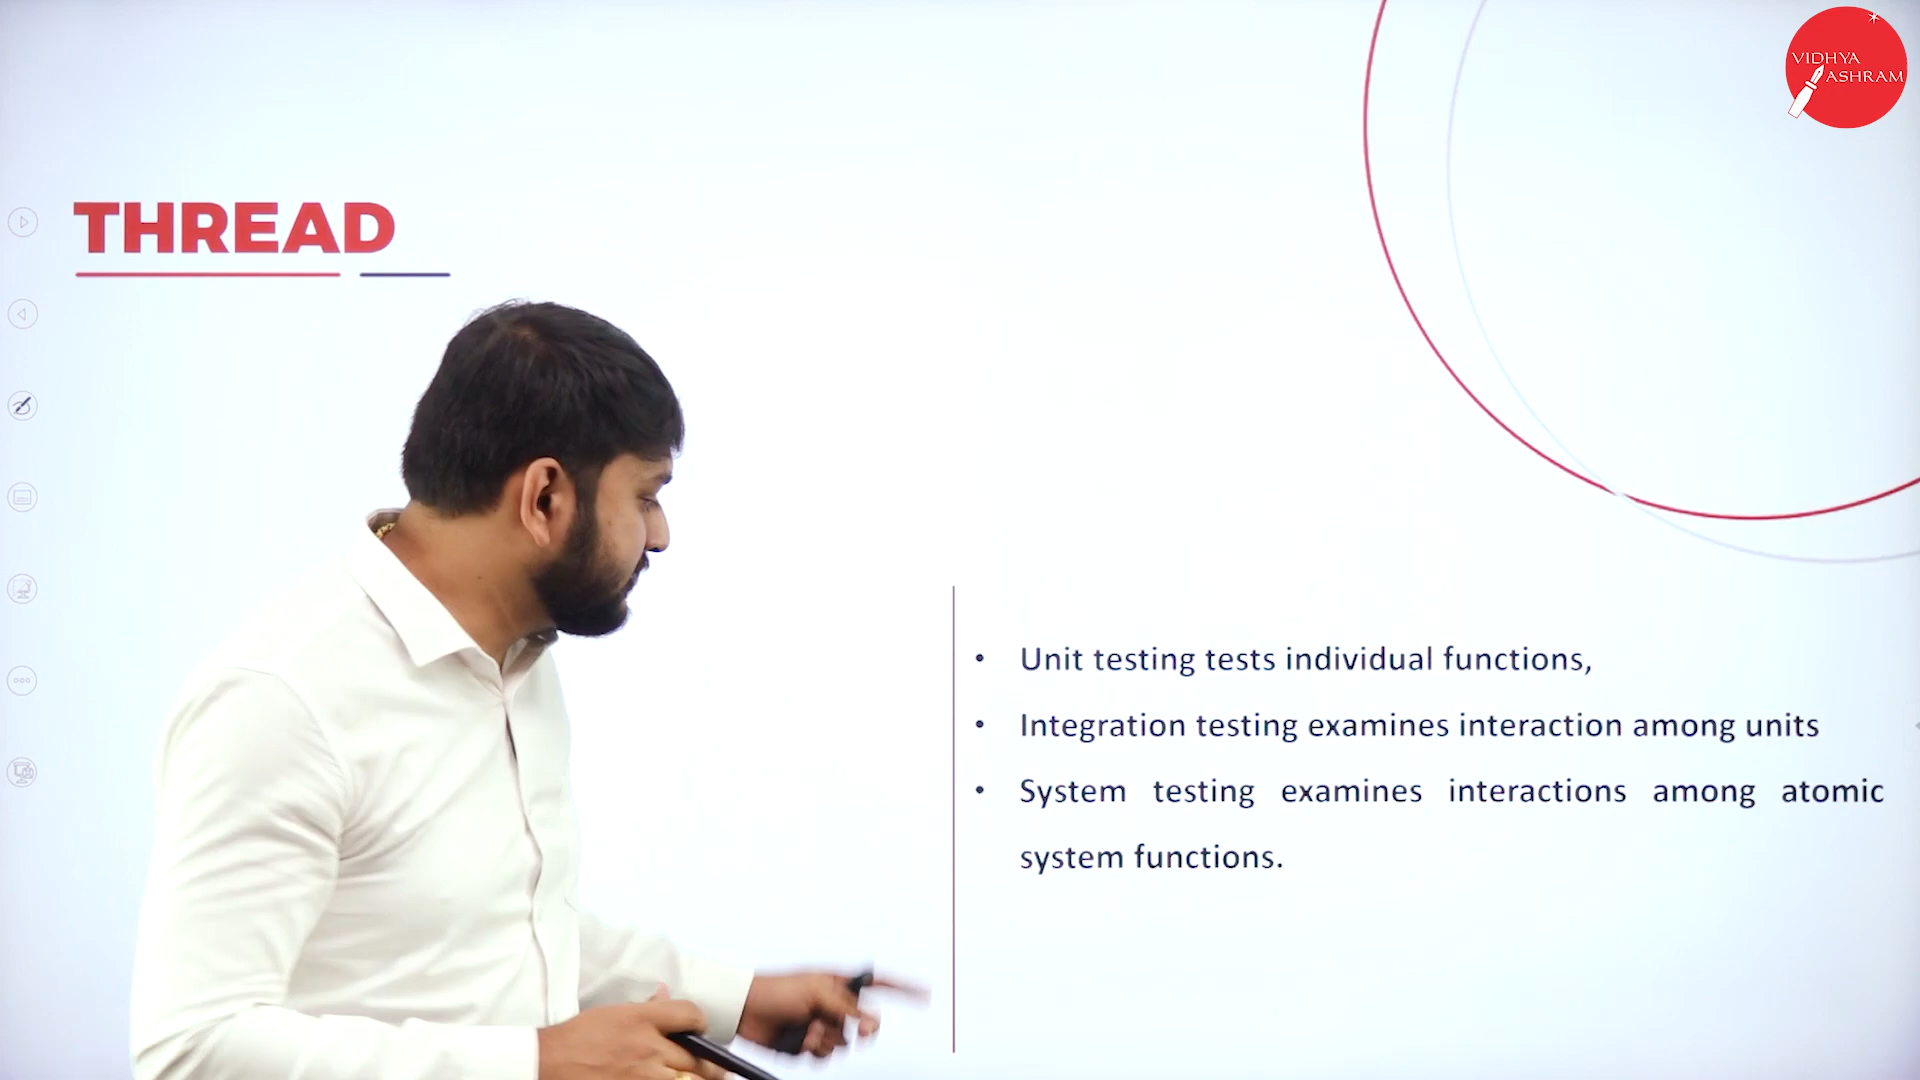 VIDHYA
ASHRAM
THREAD
• Unit testing tests individual functions,
• Integration testing examines interaction among units
• System testing examines interactions among atomic
system functions.